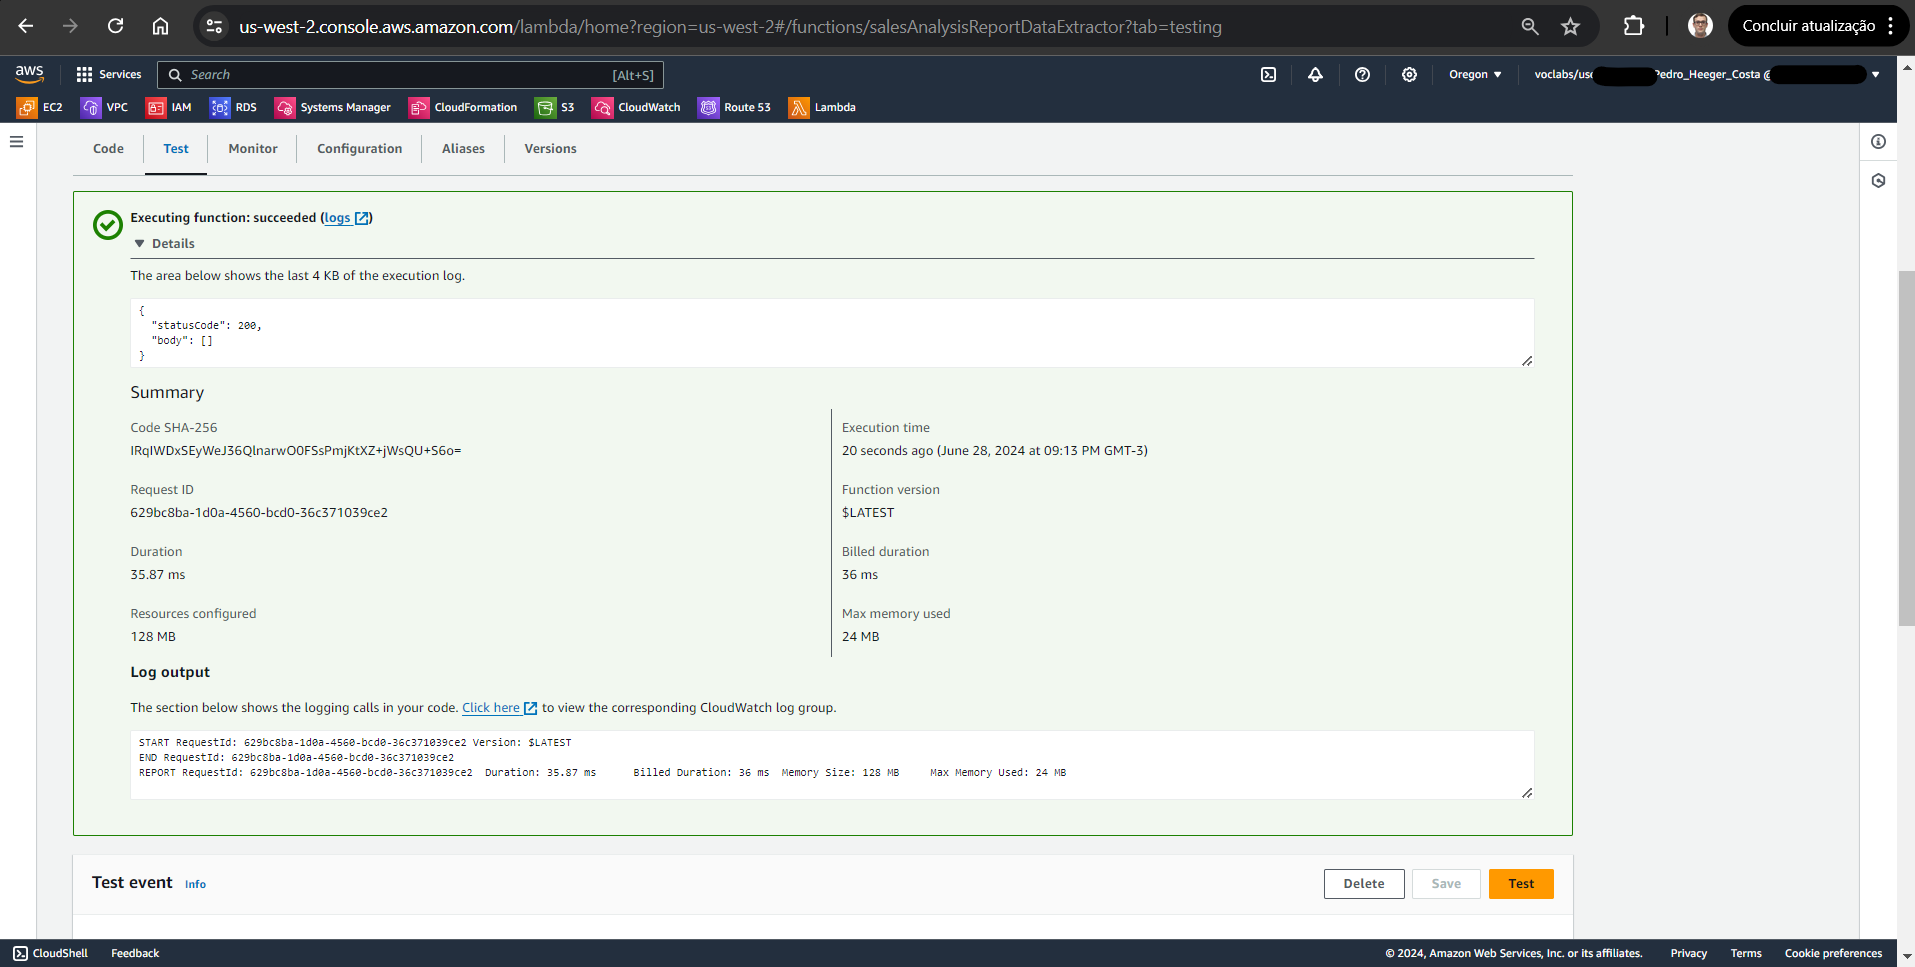 us-west-2.console.aws.amazon.com/lambda/home?region=us-west-2#/functions/salesAnalysisReportDataExtractor?tab=testing
Concluir atualização
aws
Services
Search
[Alt+S]
Oregon
voclabs/use
Pedro_Heeger_Costa @
EC2
VPC
IAM
RDS
Systems Manager
CloudFormation
S3
CloudWatch
Route 53
Lambda
Code
Test
Monitor
Configuration
Aliases
Versions
Executing function: succeeded (logs)
Details
The area below shows the last 4 KB of the execution log.
{
"statusCode": 200,
"body": []
}
Summary
Code SHA-256
IRqIWDxSEyWeJ36QlnarwO0FSsPmjKtXZ+jWsQU+S6o=
Execution time
20 seconds ago (June 28, 2024 at 09:13 PM GMT-3)
Request ID
629bc8ba-1d0a-4560-bcd0-36c371039ce2
Function version
$LATEST
Duration
35.87 ms
Billed duration
36 ms
Resources configured
128 MB
Max memory used
24 MB
Log output
The section below shows the logging calls in your code. Click here to view the corresponding CloudWatch log group.
START RequestId: 629bc8ba-1d0a-4560-bcd0-36c371039ce2 Version: $LATEST
END RequestId: 629bc8ba-1d0a-4560-bcd0-36c371039ce2
REPORT RequestId: 629bc8ba-1d0a-4560-bcd0-36c371039ce2 Duration: 35.87 ms Billed Duration: 36 ms Memory Size: 128 MB Max Memory Used: 24 MB
Test event
Info
Delete
Save
Test
CloudShell
Feedback
© 2024, Amazon Web Services, Inc. or its affiliates.
Privacy
Terms
Cookie preferences